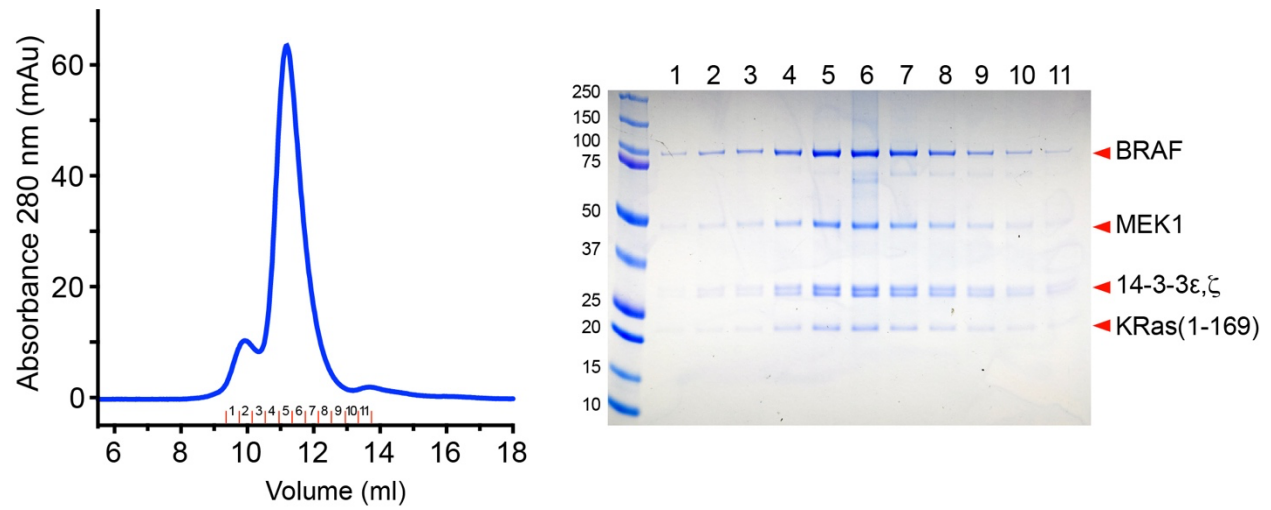 Absorbance 280 nm (mAu)
60
40
20
0
1 2 3 4 5 6 7 8 9 10 11
6 8 10 12 14 16 18
Volume (ml)
1 2 3 4 5 6 7 8 9 10 11
250
150
100
75
50
37
25
20
15
10
BRAF
MEK1
14-3-3ε,ζ
KRas(1-169)